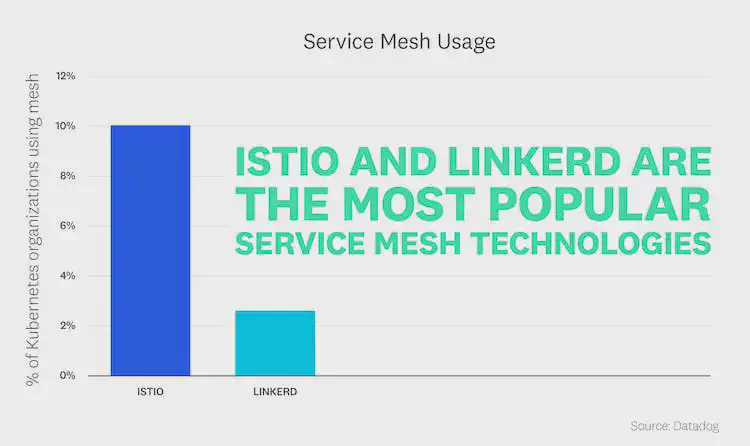 Service Mesh Usage
% of Kubernetes organizations using mesh
12%
10%
8%
6%
4%
2%
0%
ISTIO AND LINKERD ARE
THE MOST POPULAR
SERVICE MESH TECHNOLOGIES
ISTIO
LINKERD
Source: Datadog